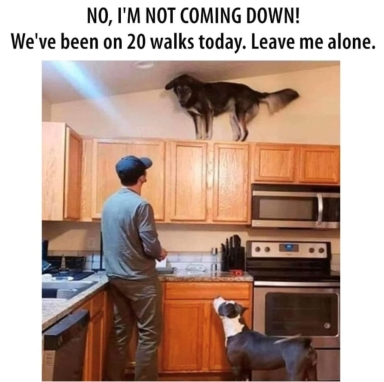 NO, I'M NOT COMING DOWN!
We've been on 20 walks today. Leave me alone.